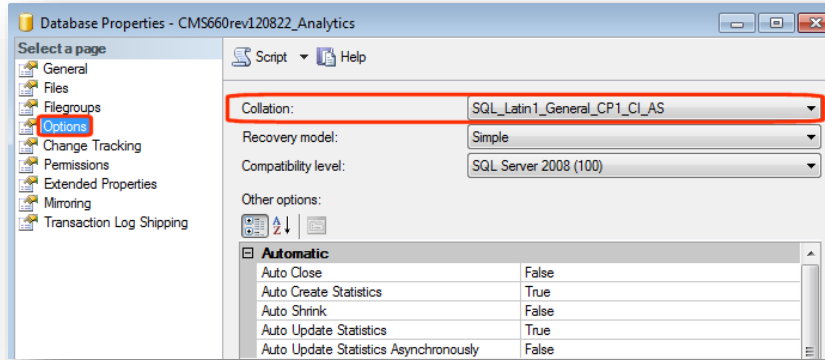 Database Properties - CMS660rev120822_Analytics
Select a page
General
Files
Filegroups
Options
Change Tracking
Permissions
Extended Properties
Mirroring
Transaction Log Shipping
Script
Help
Collation: SQL_Latin1_General_CP1_CI_AS
Recovery model: Simple
Compatibility level: SQL Server 2008 (100)
Other options:
Automatic
Auto Close False
Auto Create Statistics True
Auto Shrink False
Auto Update Statistics True
Auto Update Statistics Asynchronously False